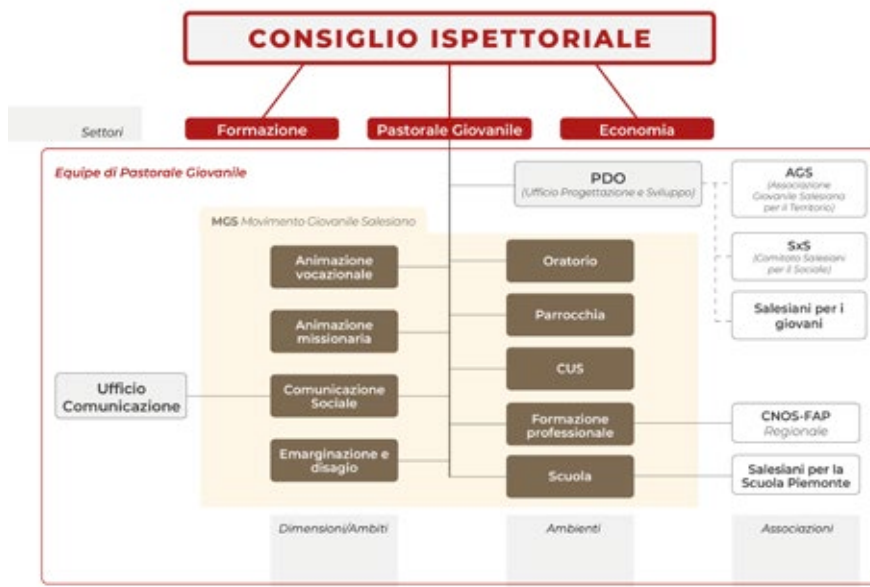 CONSIGLIO ISPETTORIALE
Settori
Formazione
Pastorale Giovanile
Economia
Equipe di Pastorale Giovanile
PDO
(Ufficio Progettazione e Sviluppo)
AGS
(Associazione
Giovanile Salesiana
per il Territorio)
MGS Movimento Giovanile Salesiano
Animazione
vocazionale
Oratorio
SxS
(Comitato Salesiani
per il Sociale)
Animazione
missionaria
Parrocchia
Salesiani per i
giovani
Ufficio
Comunicazione
Comunicazione
Sociale
CUS
Emarginazione e
disagio
Formazione
professionale
CNOS-FAP
Regionale
Scuola
Salesiani per la
Scuola Piemonte
Dimensioni/Ambiti
Ambienti
Associazioni